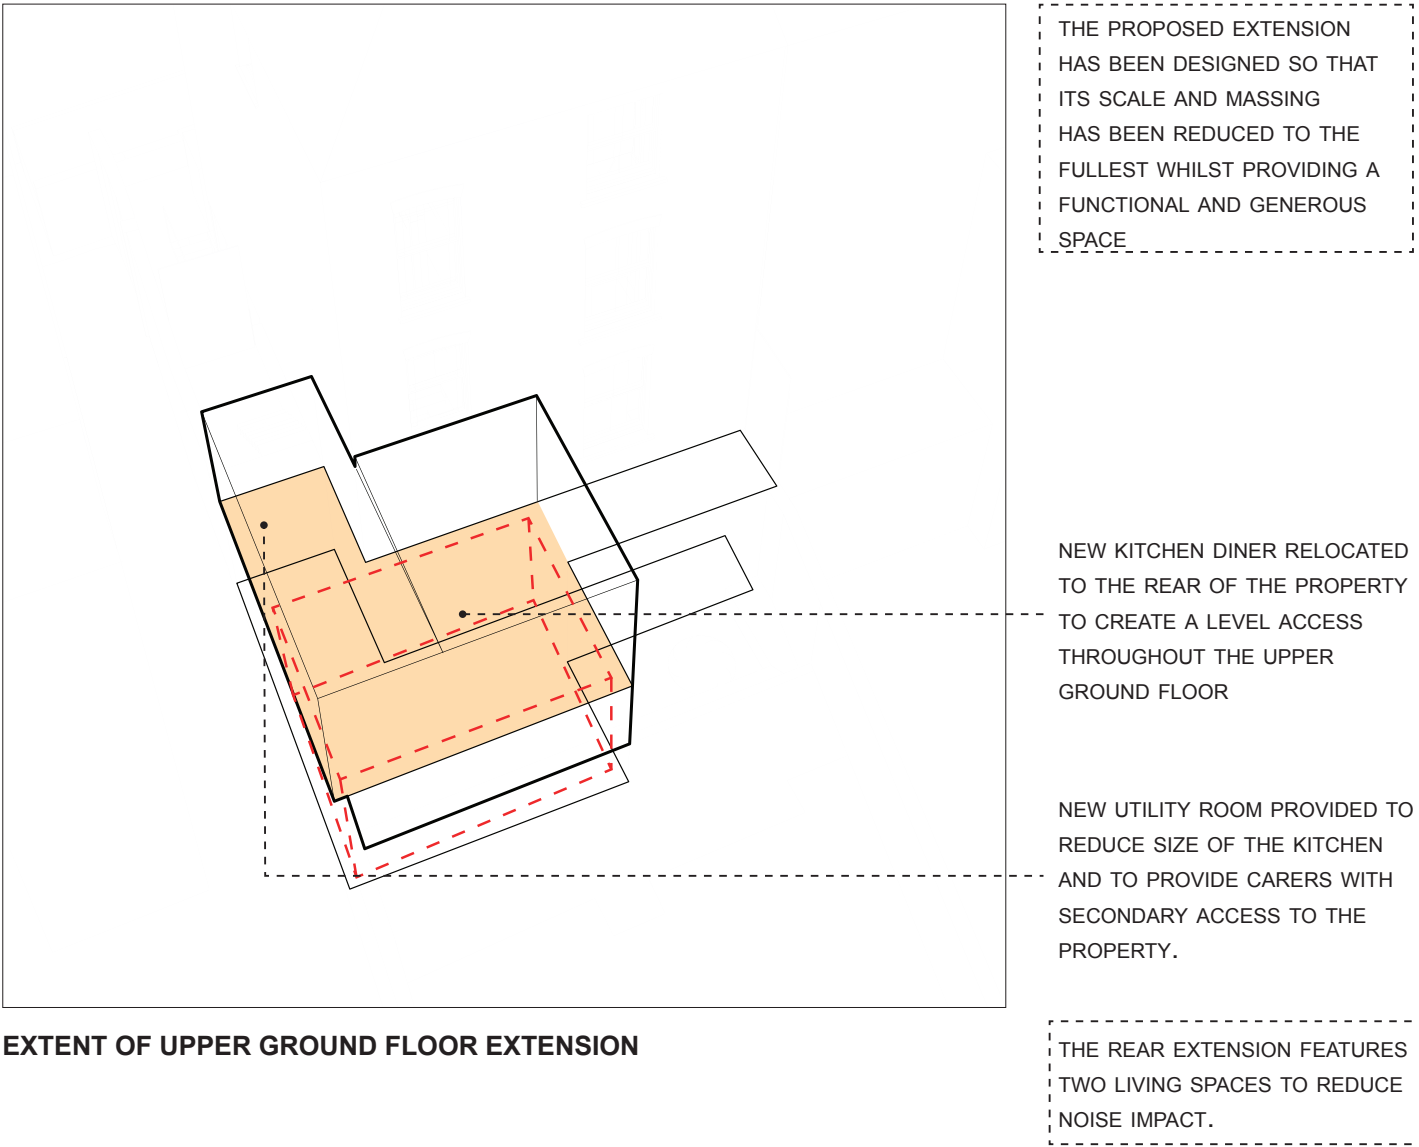 THE PROPOSED EXTENSION
HAS BEEN DESIGNED SO THAT
ITS SCALE AND MASSING
HAS BEEN REDUCED TO THE
FULLEST WHILST PROVIDING A
FUNCTIONAL AND GENEROUS
SPACE
NEW KITCHEN DINER RELOCATED
TO THE REAR OF THE PROPERTY
TO CREATE A LEVEL ACCESS
THROUGHOUT THE UPPER
GROUND FLOOR
NEW UTILITY ROOM PROVIDED TO
REDUCE SIZE OF THE KITCHEN
AND TO PROVIDE CARERS WITH
SECONDARY ACCESS TO THE
PROPERTY.
EXTENT OF UPPER GROUND FLOOR EXTENSION
THE REAR EXTENSION FEATURES
TWO LIVING SPACES TO REDUCE
NOISE IMPACT.